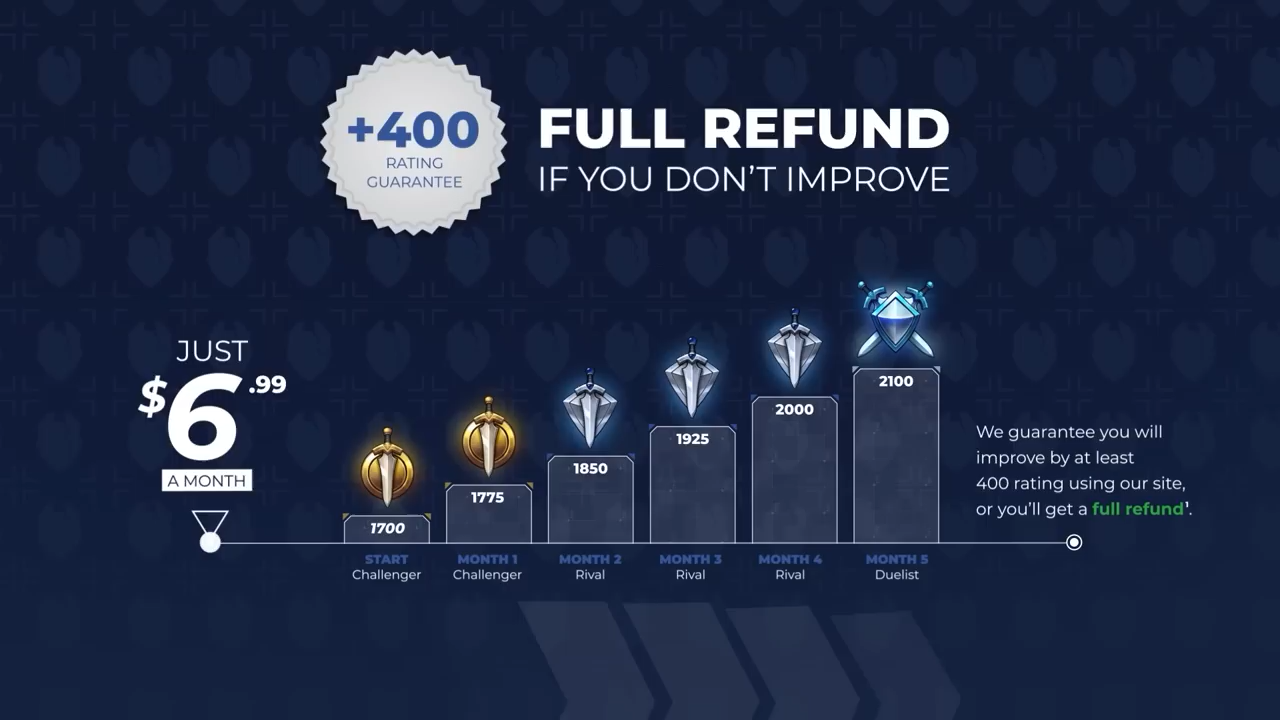 +400
RATING
GUARANTEE
FULL REFUND
IF YOU DON'T IMPROVE
JUST
$6.99
A MONTH
1700
1775
1850
1925
2000
2100
START
Challenger
MONTH 1
Challenger
MONTH 2
Rival
MONTH 3
Rival
MONTH 4
Rival
MONTH 5
Duelist
We guarantee you will
improve by at least
400 rating using our site,
or you'll get a full refund¹.